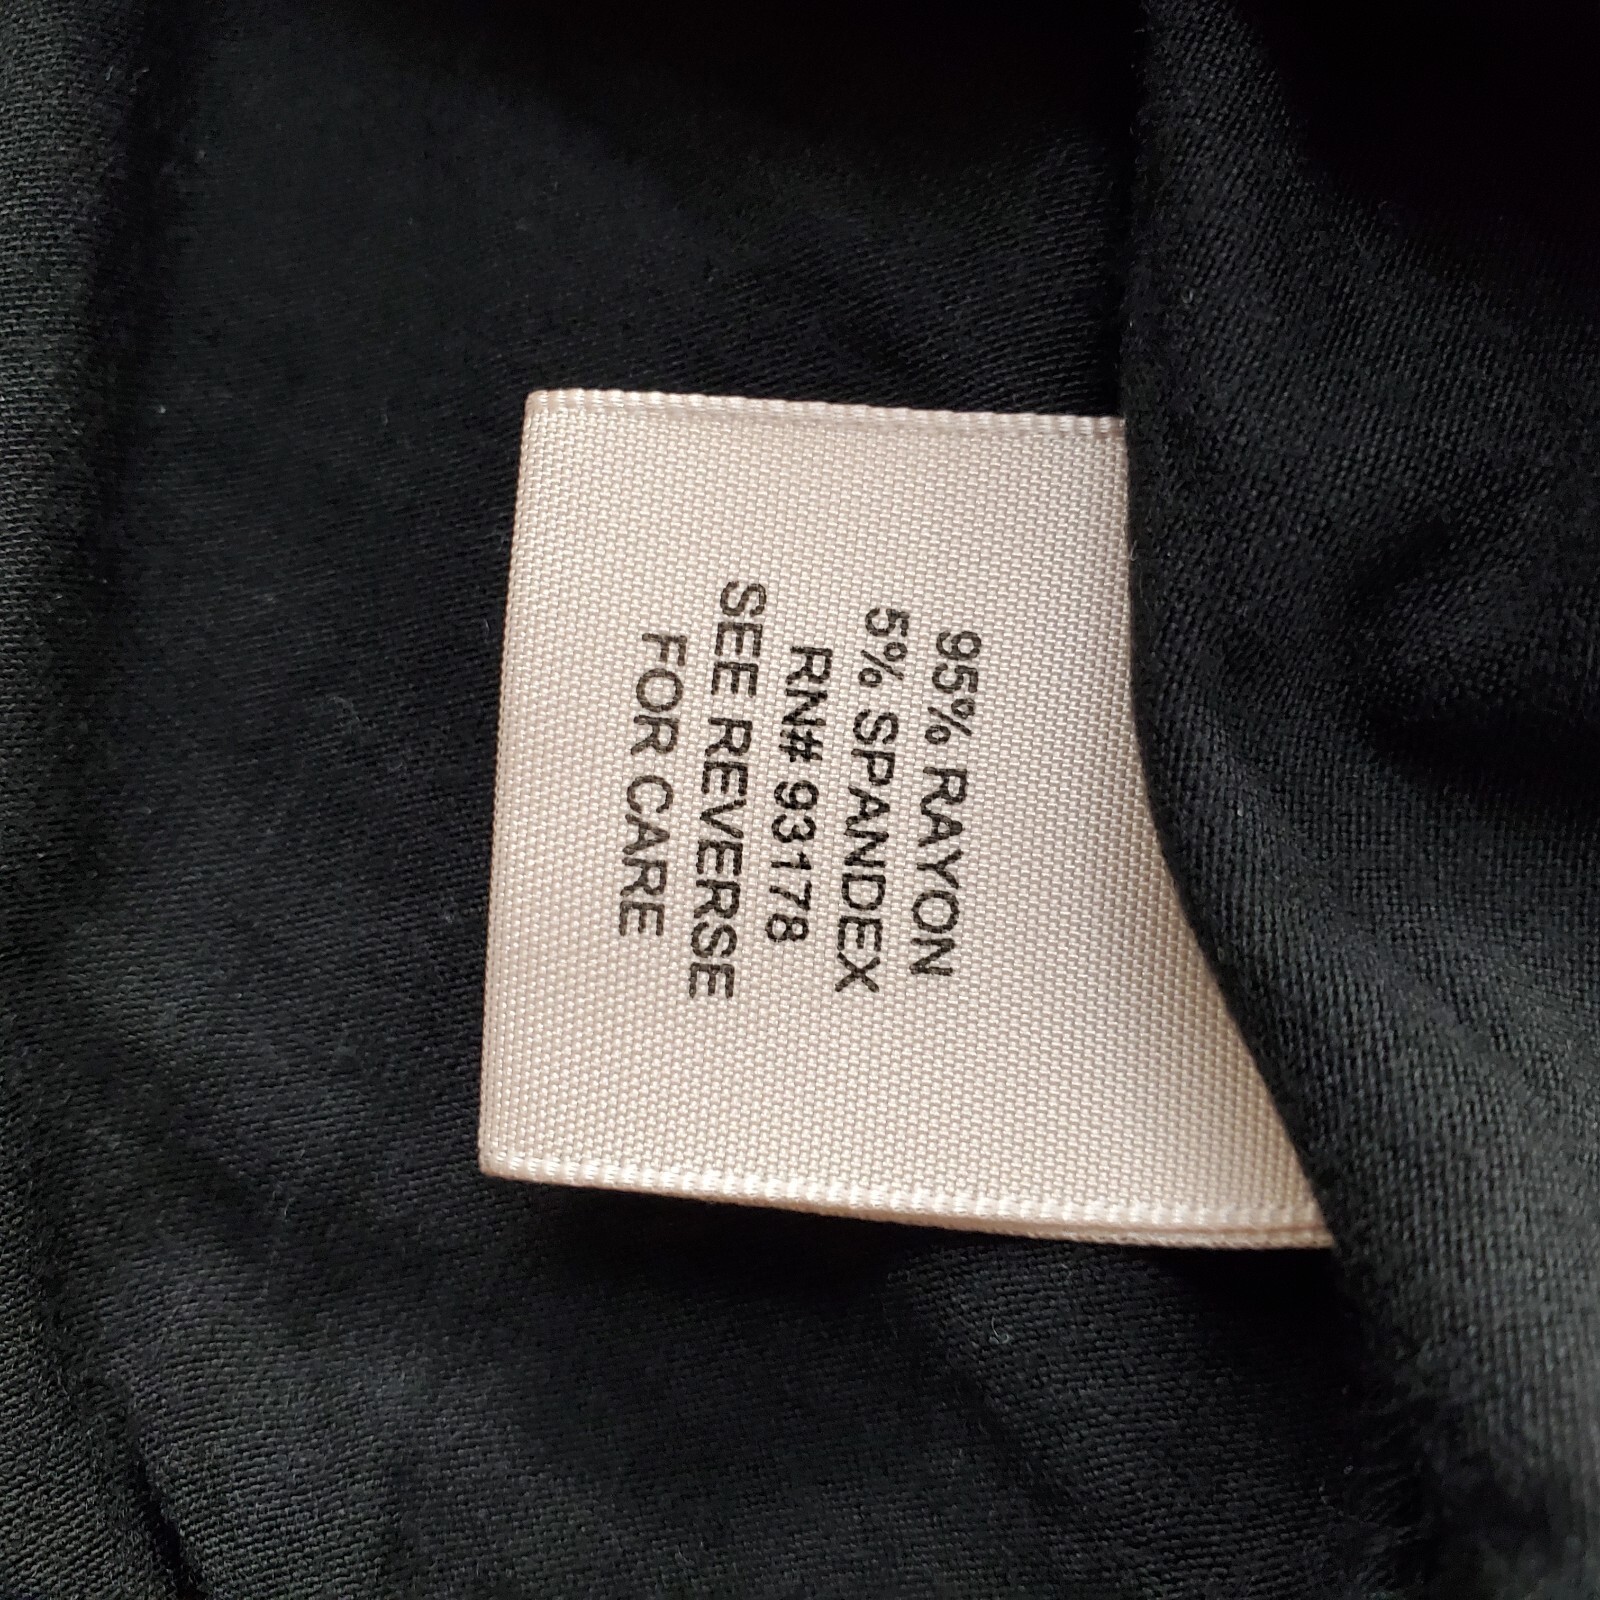 95% RAYON
5% SPANDEX
RN# 93178
SEE REVERSE
FOR CARE